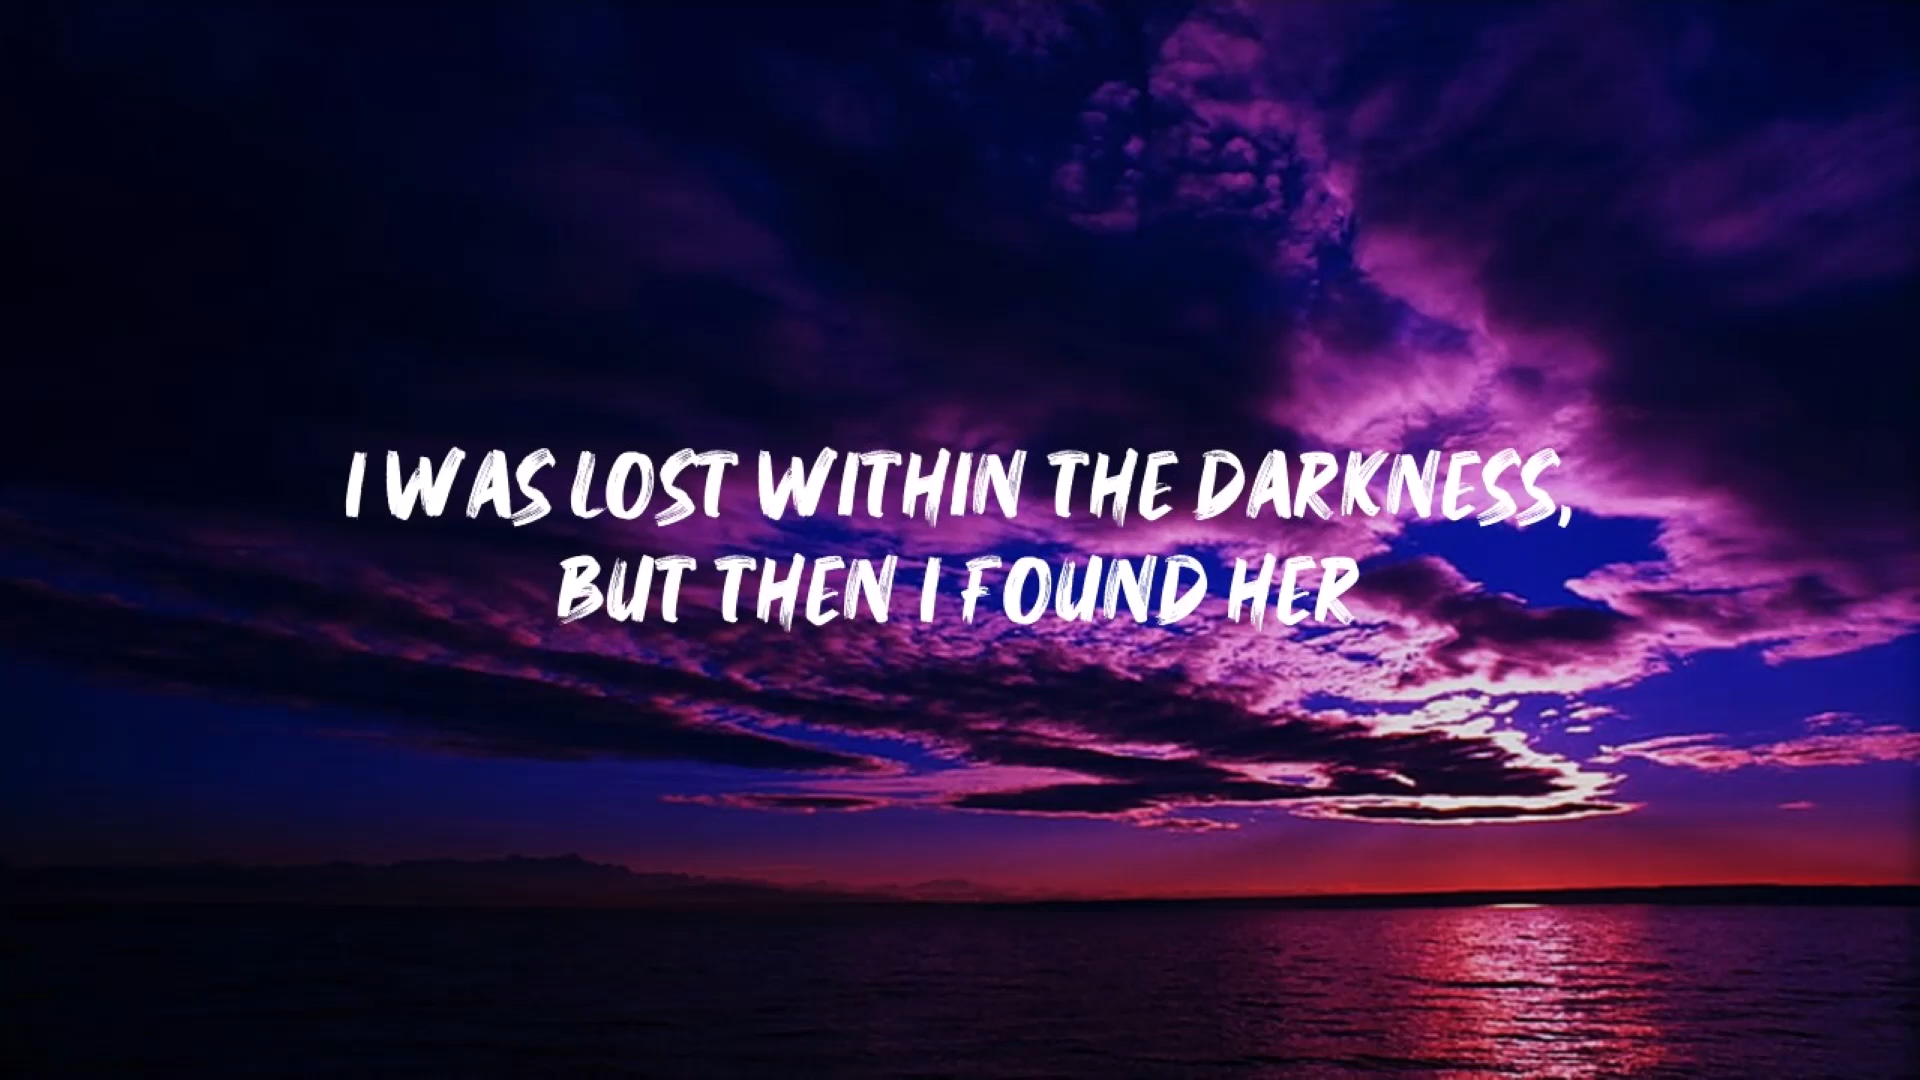 I WAS LOST WITHIN THE DARKNESS,
BUT THEN I FOUND HER